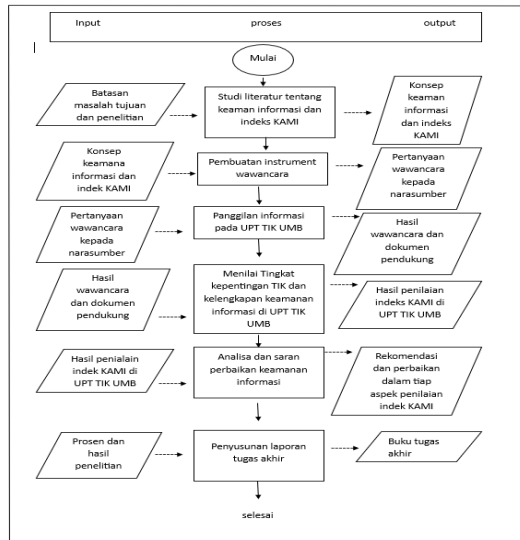 Input proses output
Mulai
Batasan
masalah tujuan
dan penelitian
Studi literatur tentang
keaman informasi dan
indeks KAMI
Konsep
keaman
informasi
dan indeks
KAMI
Konsep
keamana
informasi dan
indek KAMI
Pembuatan instrument
wawancara
Pertanyaan
wawancara
kepada
narasumber
Pertanyaan
wawancara
kepada
narasumber
Panggilan informasi
pada UPT TIK UMB
Hasil
wawancara dan
dokumen
pendukung
Hasil
wawancara
dan dokumen
pendukung
Menilai Tingkat
kepentingan TIK dan
kelengkapan keamanan
informasi di UPT TIK
UMB
Hasil penilaian
indeks KAMI di
UPT TIK UMB
Hasil penialain
indek KAMI di
UPT TIK UMB
Analisa dan saran
perbaikan keamanan
informasi
Rekomendasi
dan perbaikan
dalam tiap
aspek penilaian
indek KAMI
Prosen dan
hasil
penelitian
Penyusunan laporan
tugas akhir
Buku tugas
akhir
selesai